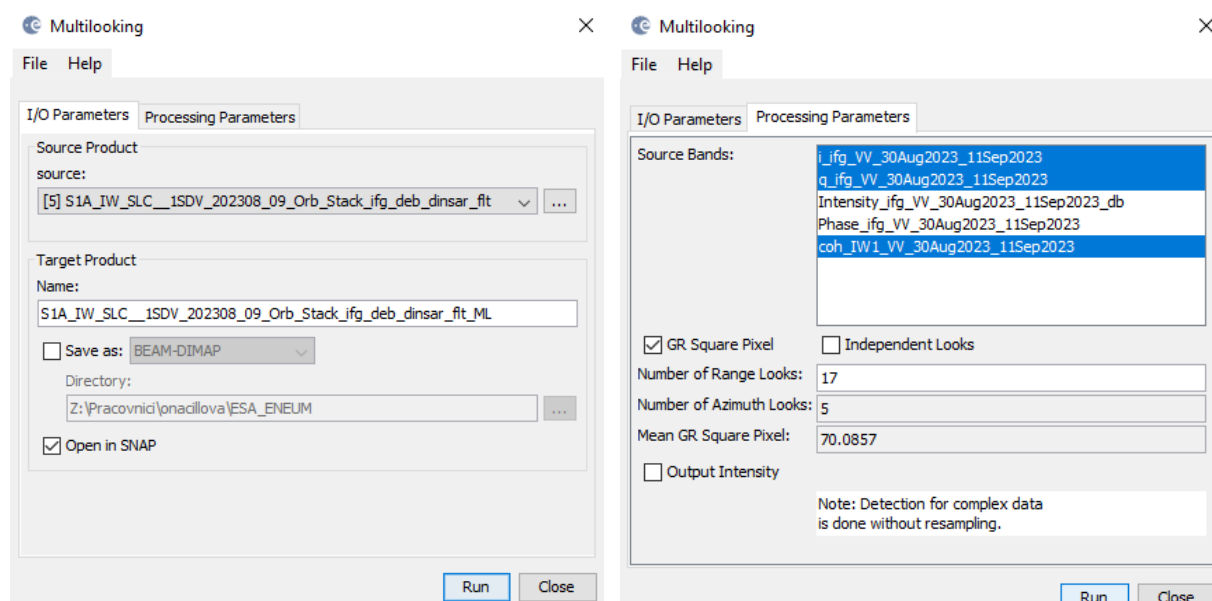 Multilooking
File Help
I/O Parameters Processing Parameters
Source Product
source:
[5] S1A_IW_SLC__1SDV_202308_09_Orb_Stack_ifg_deb_dinsar_flt ...
Target Product
Name:
S1A_IW_SLC__1SDV_202308_09_Orb_Stack_ifg_deb_dinsar_flt_ML
Save as: BEAM-DIMAP
Directory:
Z:\Pracovnici\onacillova\ESA_ENEUM ...
Open in SNAP
Run Close
Multilooking
File Help
I/O Parameters Processing Parameters
Source Bands:
i_ifg_VV_30Aug2023_11Sep2023
q_ifg_VV_30Aug2023_11Sep2023
Intensity_ifg_VV_30Aug2023_11Sep2023_db
Phase_ifg_VV_30Aug2023_11Sep2023
coh_IW1_VV_30Aug2023_11Sep2023
GR Square Pixel Independent Looks
Number of Range Looks: 17
Number of Azimuth Looks: 5
Mean GR Square Pixel: 70.0857
Output Intensity
Note: Detection for complex data
is done without resampling.
Run Close